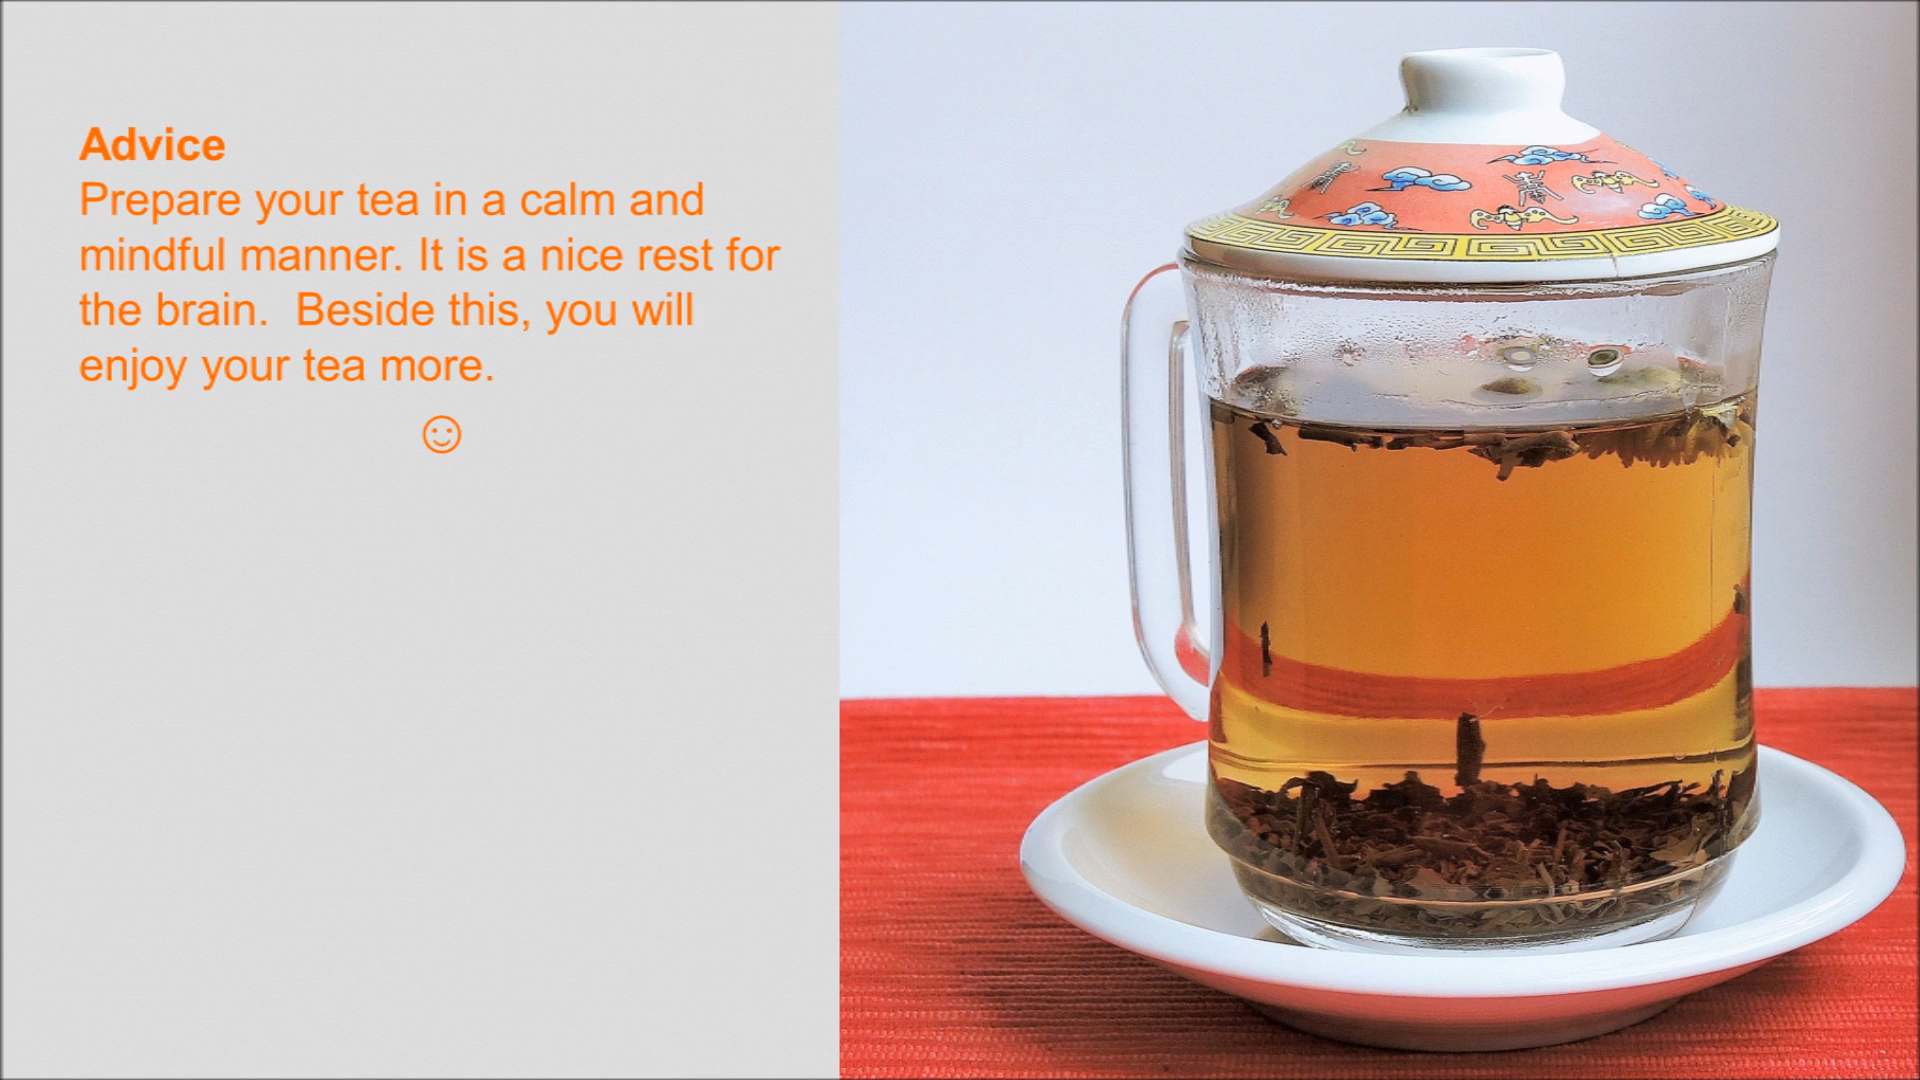 Advice
Prepare your tea in a calm and
mindful manner. It is a nice rest for
the brain.  Beside this, you will
enjoy your tea more.
☺